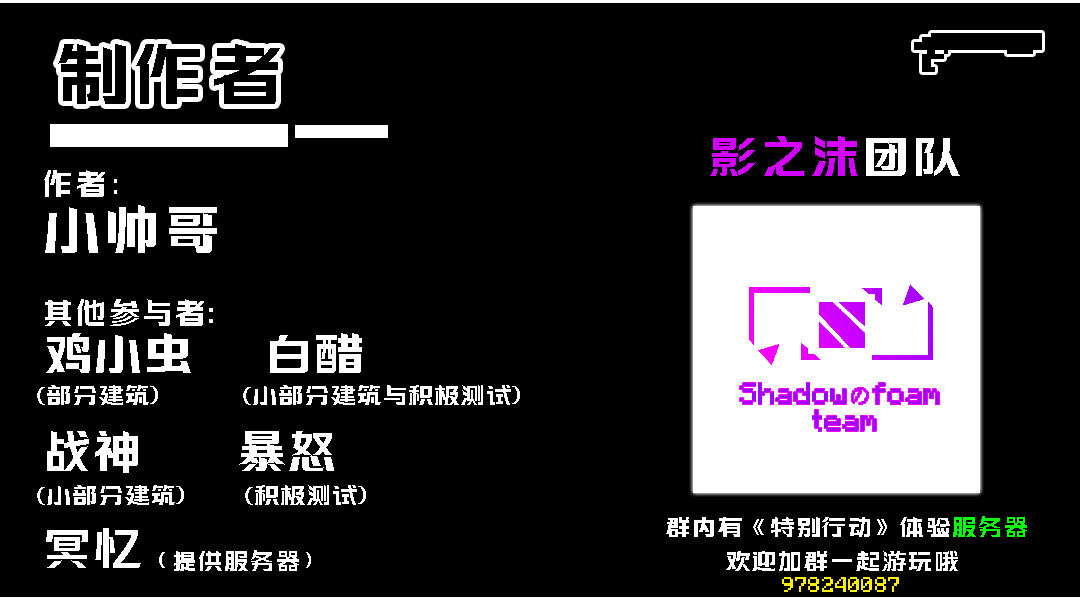 制作者
作者:
小帅哥
其他参与者:
鸡小虫 白醋
(部分建筑) (小部分建筑与积极测试)
战神 暴怒
(小部分建筑) (积极测试)
冥忆(提供服务器)
影之沫团队
Shadowのfoam
team
群内有《特别行动》体验服务器
欢迎加群一起游玩哦
978240087